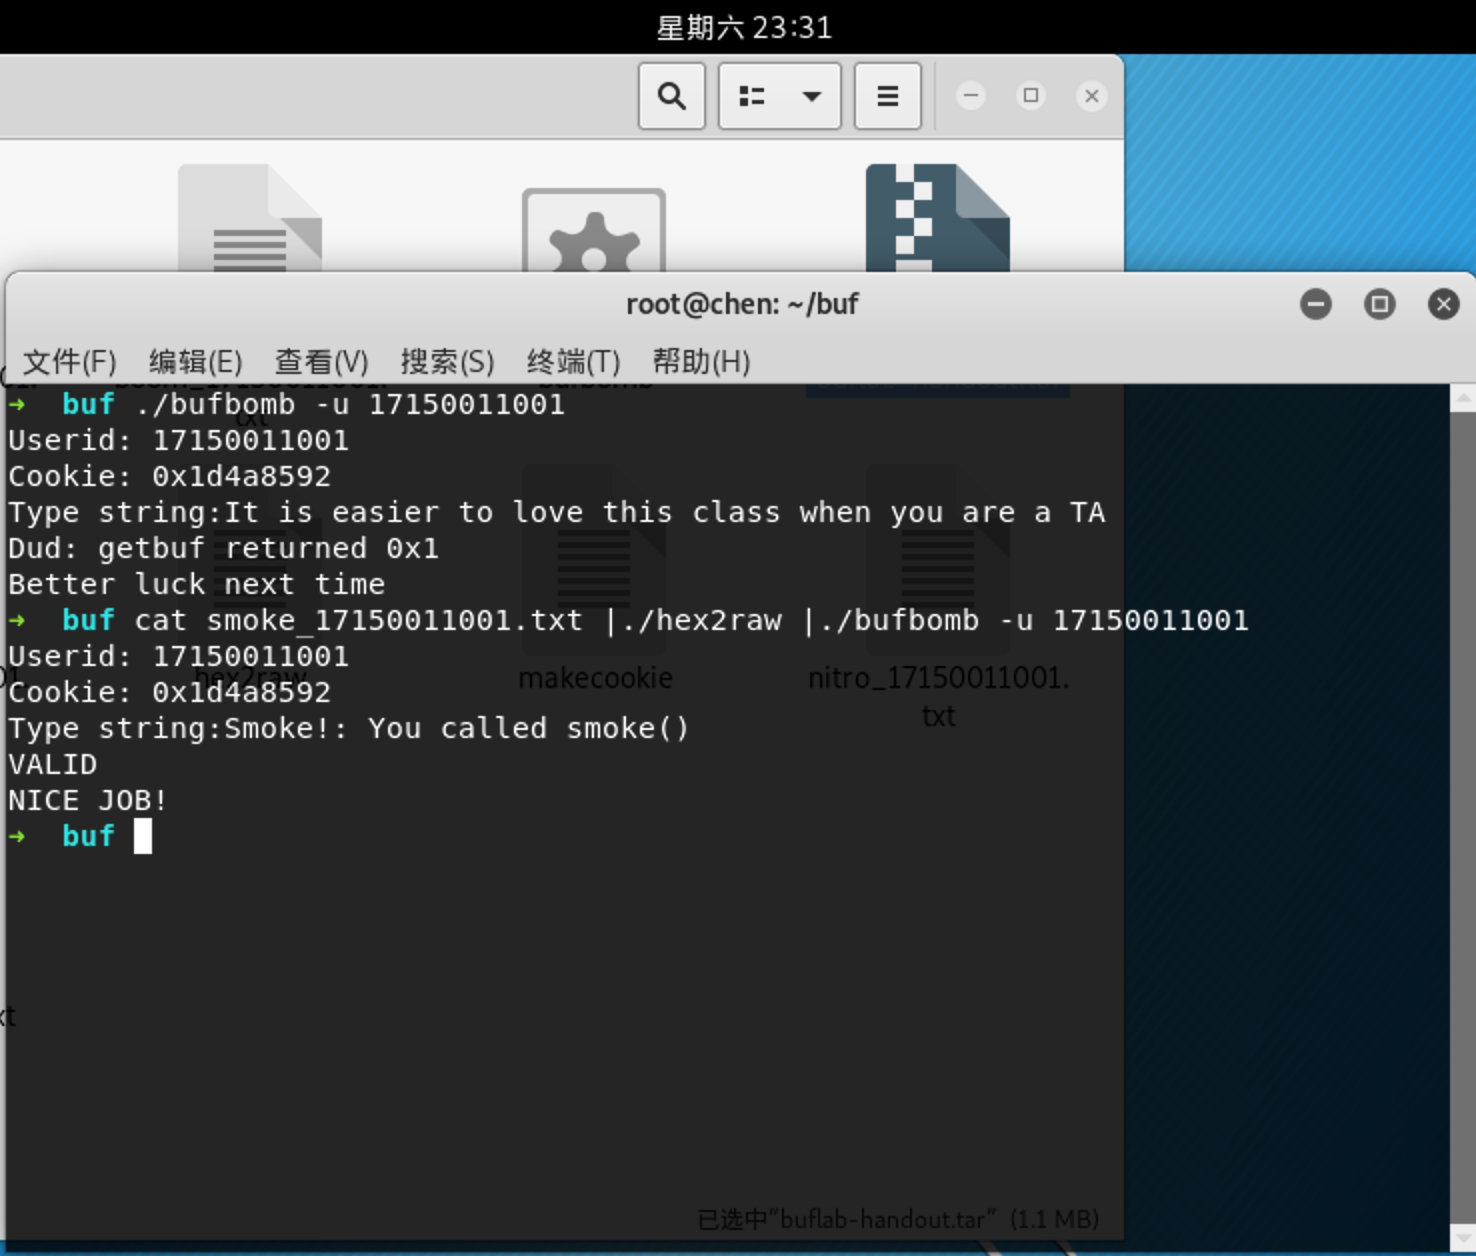 星期六 23:31
root@chen: ~/buf
文件(F) 编辑(E) 查看(V) 搜索(S) 终端(T) 帮助(H)
➜ buf ./bufbomb -u 17150011001
txt
Userid: 17150011001
Cookie: 0x1d4a8592
Type string:It is easier to love this class when you are a TA
Dud: getbuf returned 0x1
Better luck next time
➜ buf cat smoke_17150011001.txt |./hex2raw |./bufbomb -u 17150011001
Userid: 17150011001
hex2raw makecookie nitro_17150011001.
txt
Cookie: 0x1d4a8592
Type string:Smoke!: You called smoke()
VALID
NICE JOB!
➜ buf
已选中"buflab-handout.tar" (1.1 MB)